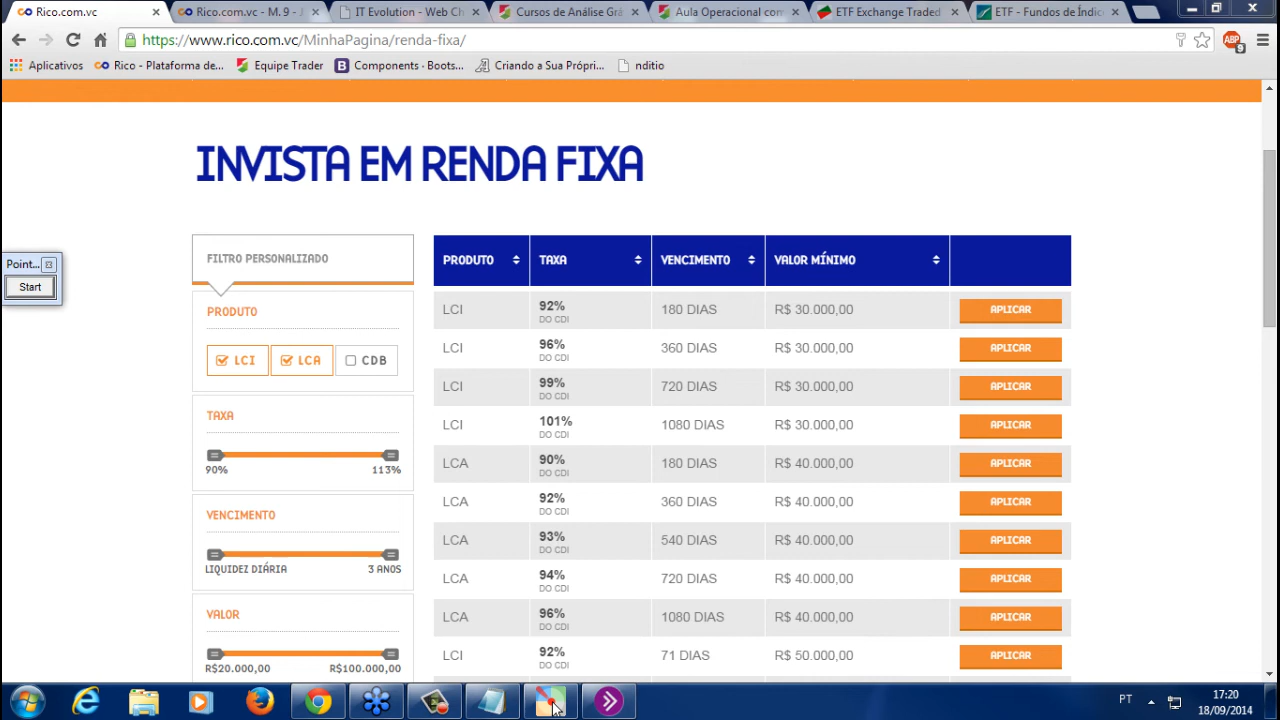 Rico.com.vc
Rico.com.vc - M. 9 - J
IT Evolution - Web Ch
Cursos de Análise Grá
Aula Operacional com
ETF Exchange Traded
ETF - Fundos de Índic
https://www.rico.com.vc/MinhaPagina/renda-fixa/
ABP
9
Aplicativos
Rico - Plataforma de...
Equipe Trader
Components · Boots...
Criando a Sua Própri...
nditio
INVISTA EM RENDA FIXA
Point...
Start
FILTRO PERSONALIZADO
PRODUTO
LCI LCA CDB
TAXA
90% 113%
VENCIMENTO
LIQUIDEZ DIÁRIA 3 ANOS
VALOR
R$20.000,00 R$100.000,00
PRODUTO TAXA VENCIMENTO VALOR MÍNIMO
LCI 92% DO CDI 180 DIAS R$ 30.000,00 APLICAR
LCI 96% DO CDI 360 DIAS R$ 30.000,00 APLICAR
LCI 99% DO CDI 720 DIAS R$ 30.000,00 APLICAR
LCI 101% DO CDI 1080 DIAS R$ 30.000,00 APLICAR
LCA 90% DO CDI 180 DIAS R$ 40.000,00 APLICAR
LCA 92% DO CDI 360 DIAS R$ 40.000,00 APLICAR
LCA 93% DO CDI 540 DIAS R$ 40.000,00 APLICAR
LCA 94% DO CDI 720 DIAS R$ 40.000,00 APLICAR
LCA 96% DO CDI 1080 DIAS R$ 40.000,00 APLICAR
LCI 92% DO CDI 71 DIAS R$ 50.000,00 APLICAR
PT
17:20
18/09/2014